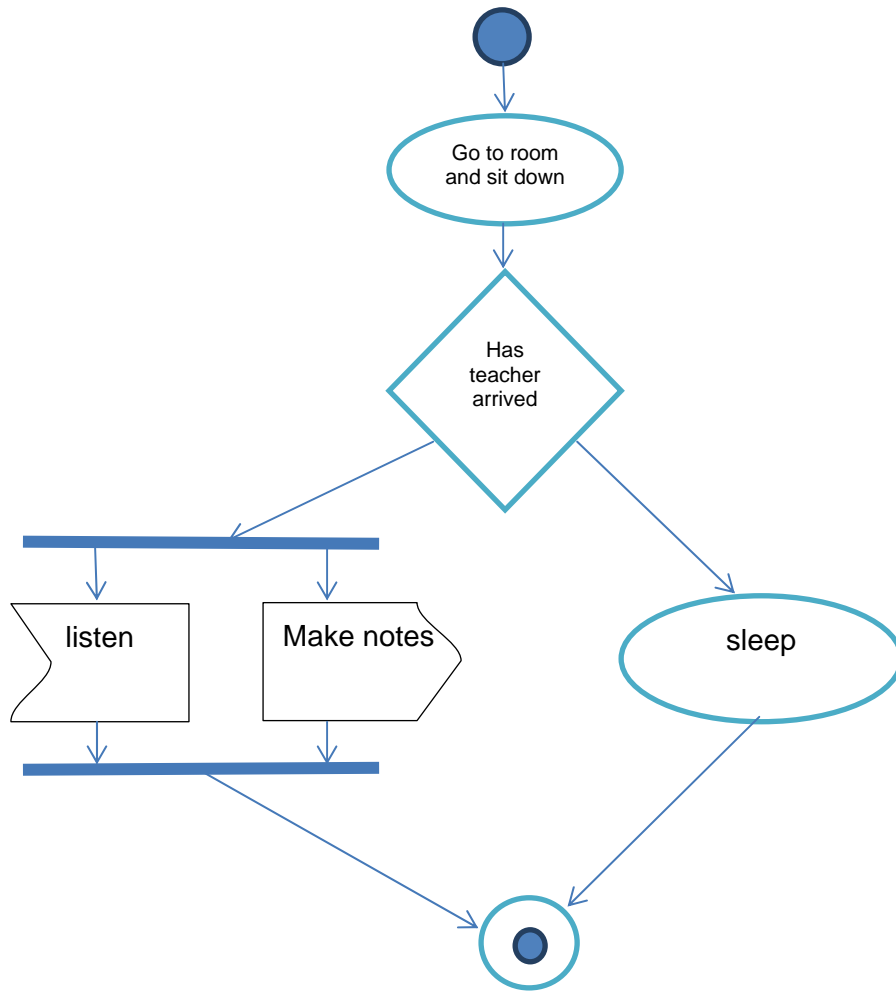 Go to room
and sit down
Has
teacher
arrived
listen
Make notes
sleep